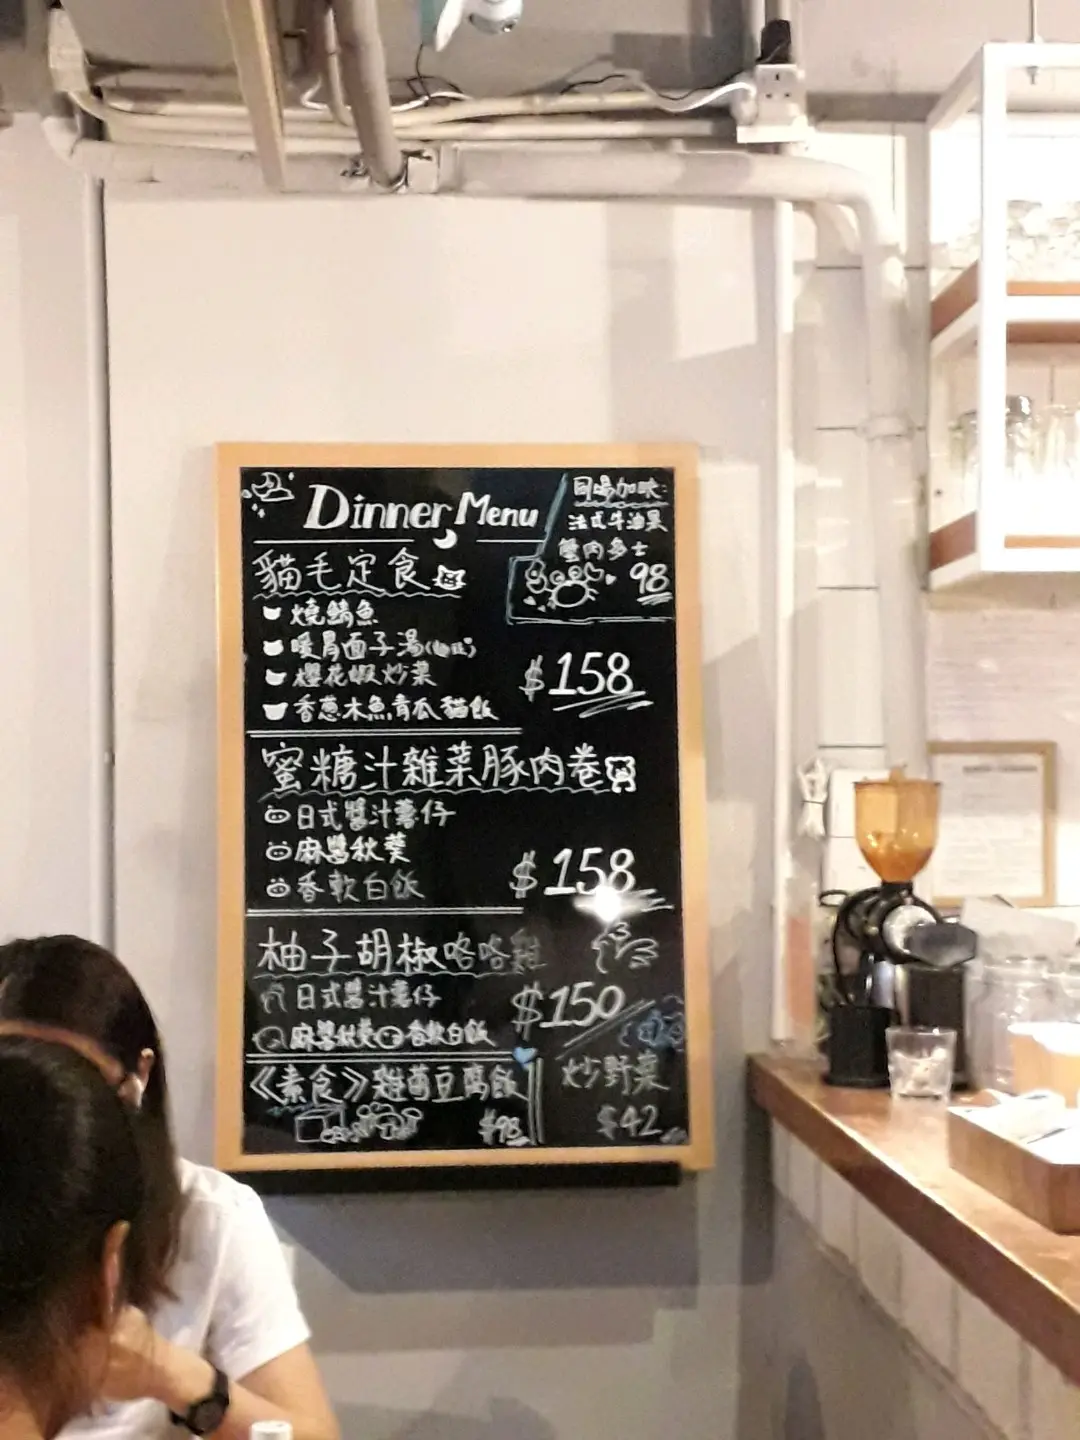 Dinner Menu
同場加映:
法式牛油果
蟹肉多士
98
貓毛定食
燒鯖魚
暖胃面子湯
櫻花蝦炒菜
香蔥木魚青瓜貓飯
$158
蜜糖汁雜菜豚肉卷
日式醬汁薯仔
麻醬秋葵
香軟白飯
$158
柚子胡椒咯咯雞
日式醬汁薯仔
麻醬秋葵 香軟白飯
$150
《素食》雜菌豆腐飯
$98
炒野菜
$42